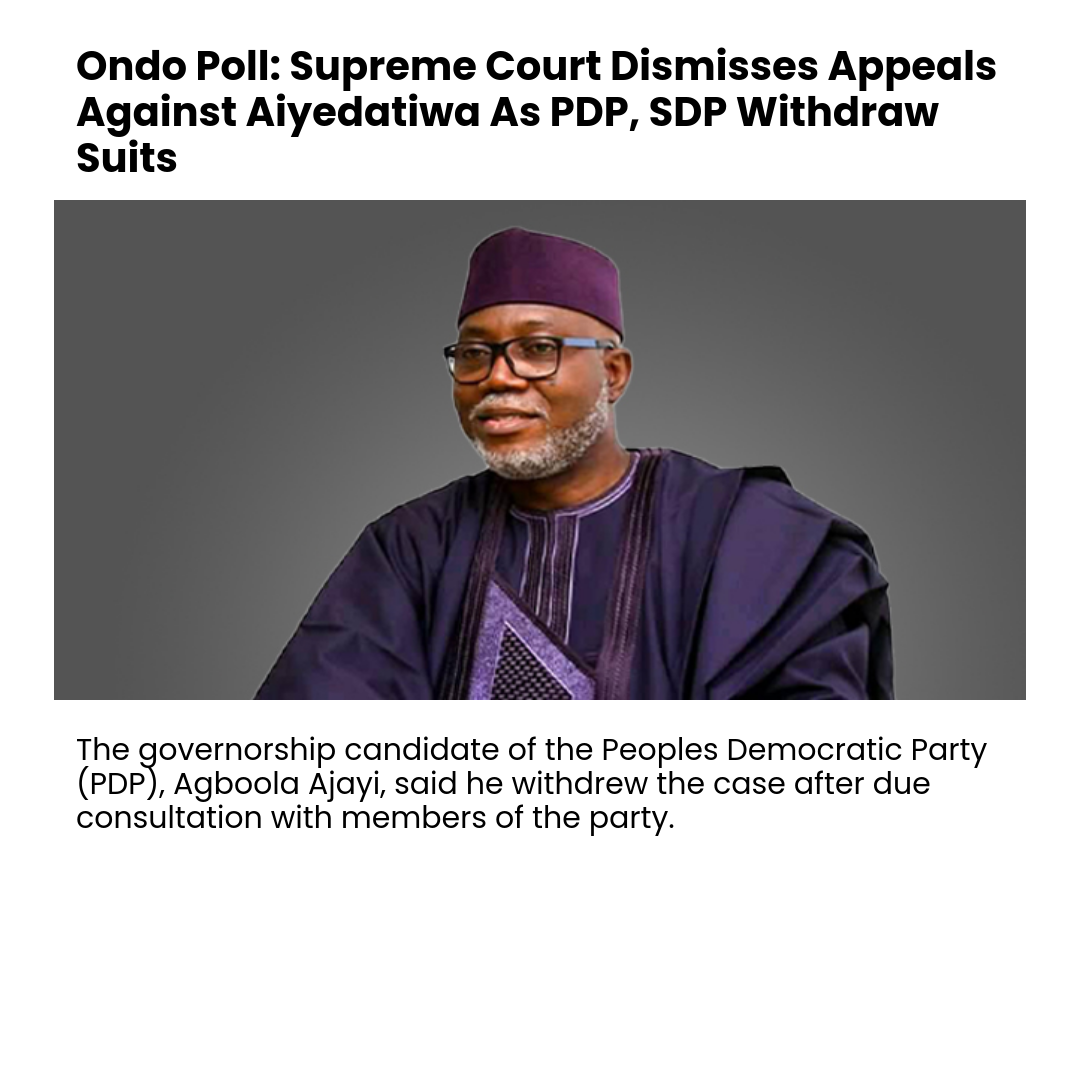 Ondo Poll: Supreme Court Dismisses Appeals
Against Aiyedatiwa As PDP, SDP Withdraw
Suits
The governorship candidate of the Peoples Democratic Party
(PDP), Agboola Ajayi, said he withdrew the case after due
consultation with members of the party.